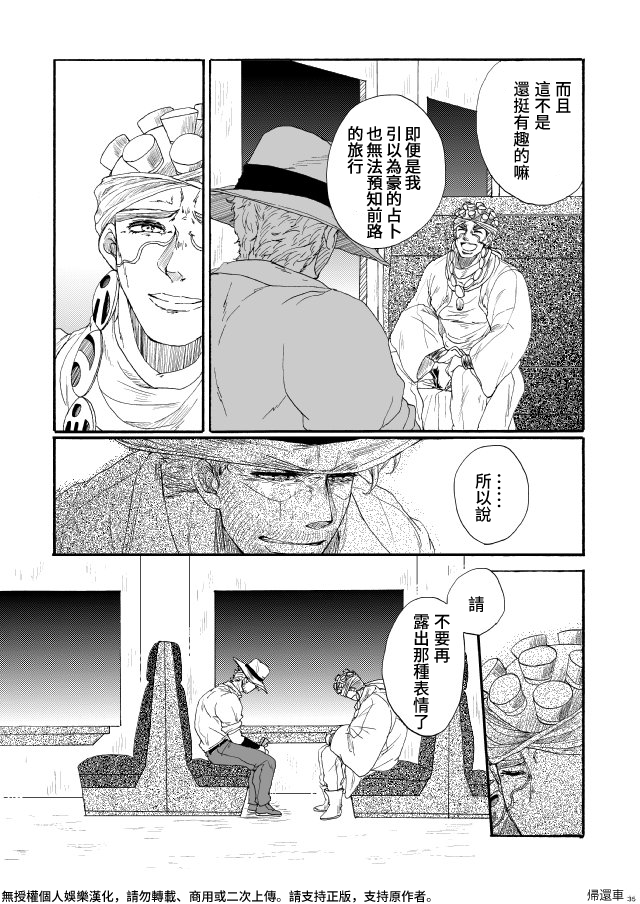 而且
這不是
還挺有趣的嘛
即便是我
引以為豪的占卜
也無法預知前路
的旅行
……
所以說
請
不要再
露出那種表情了
無授權個人娛樂漢化，請勿轉載、商用或二次上傳。請支持正版，支持原作者。
帰還車
35